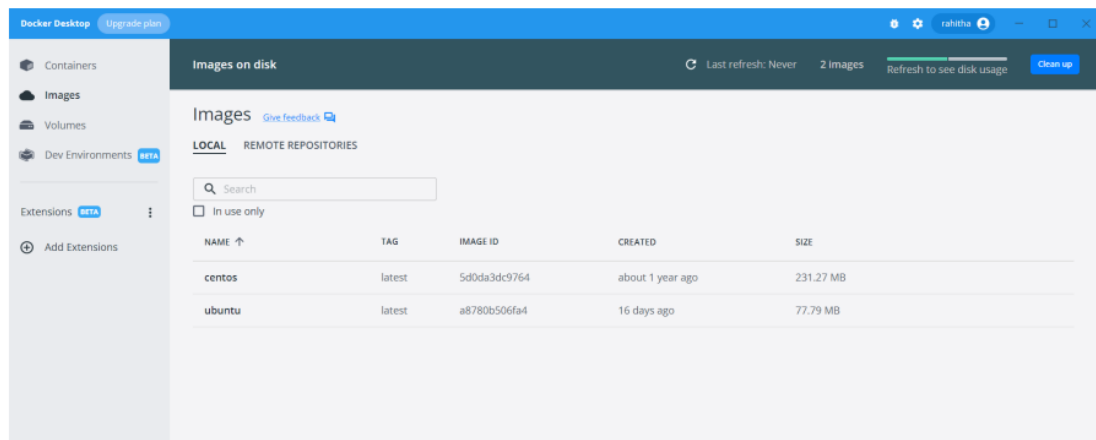 Docker Desktop Upgrade plan rahitha
Containers
Images
Volumes
Dev Environments BETA
Extensions BETA
Add Extensions
Images on disk Last refresh: Never 2 images Refresh to see disk usage Clean up
Images Give feedback
LOCAL REMOTE REPOSITORIES
Search
In use only
NAME TAG IMAGE ID CREATED SIZE
centos latest 5d0da3dc9764 about 1 year ago 231.27 MB
ubuntu latest a8780b506fa4 16 days ago 77.79 MB